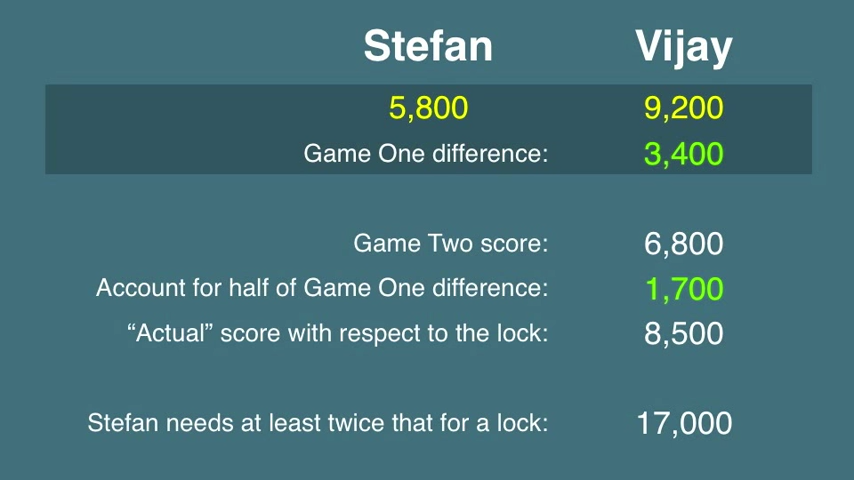 Stefan Vijay
5,800 9,200
Game One difference: 3,400
Game Two score: 6,800
Account for half of Game One difference: 1,700
“Actual” score with respect to the lock: 8,500
Stefan needs at least twice that for a lock: 17,000